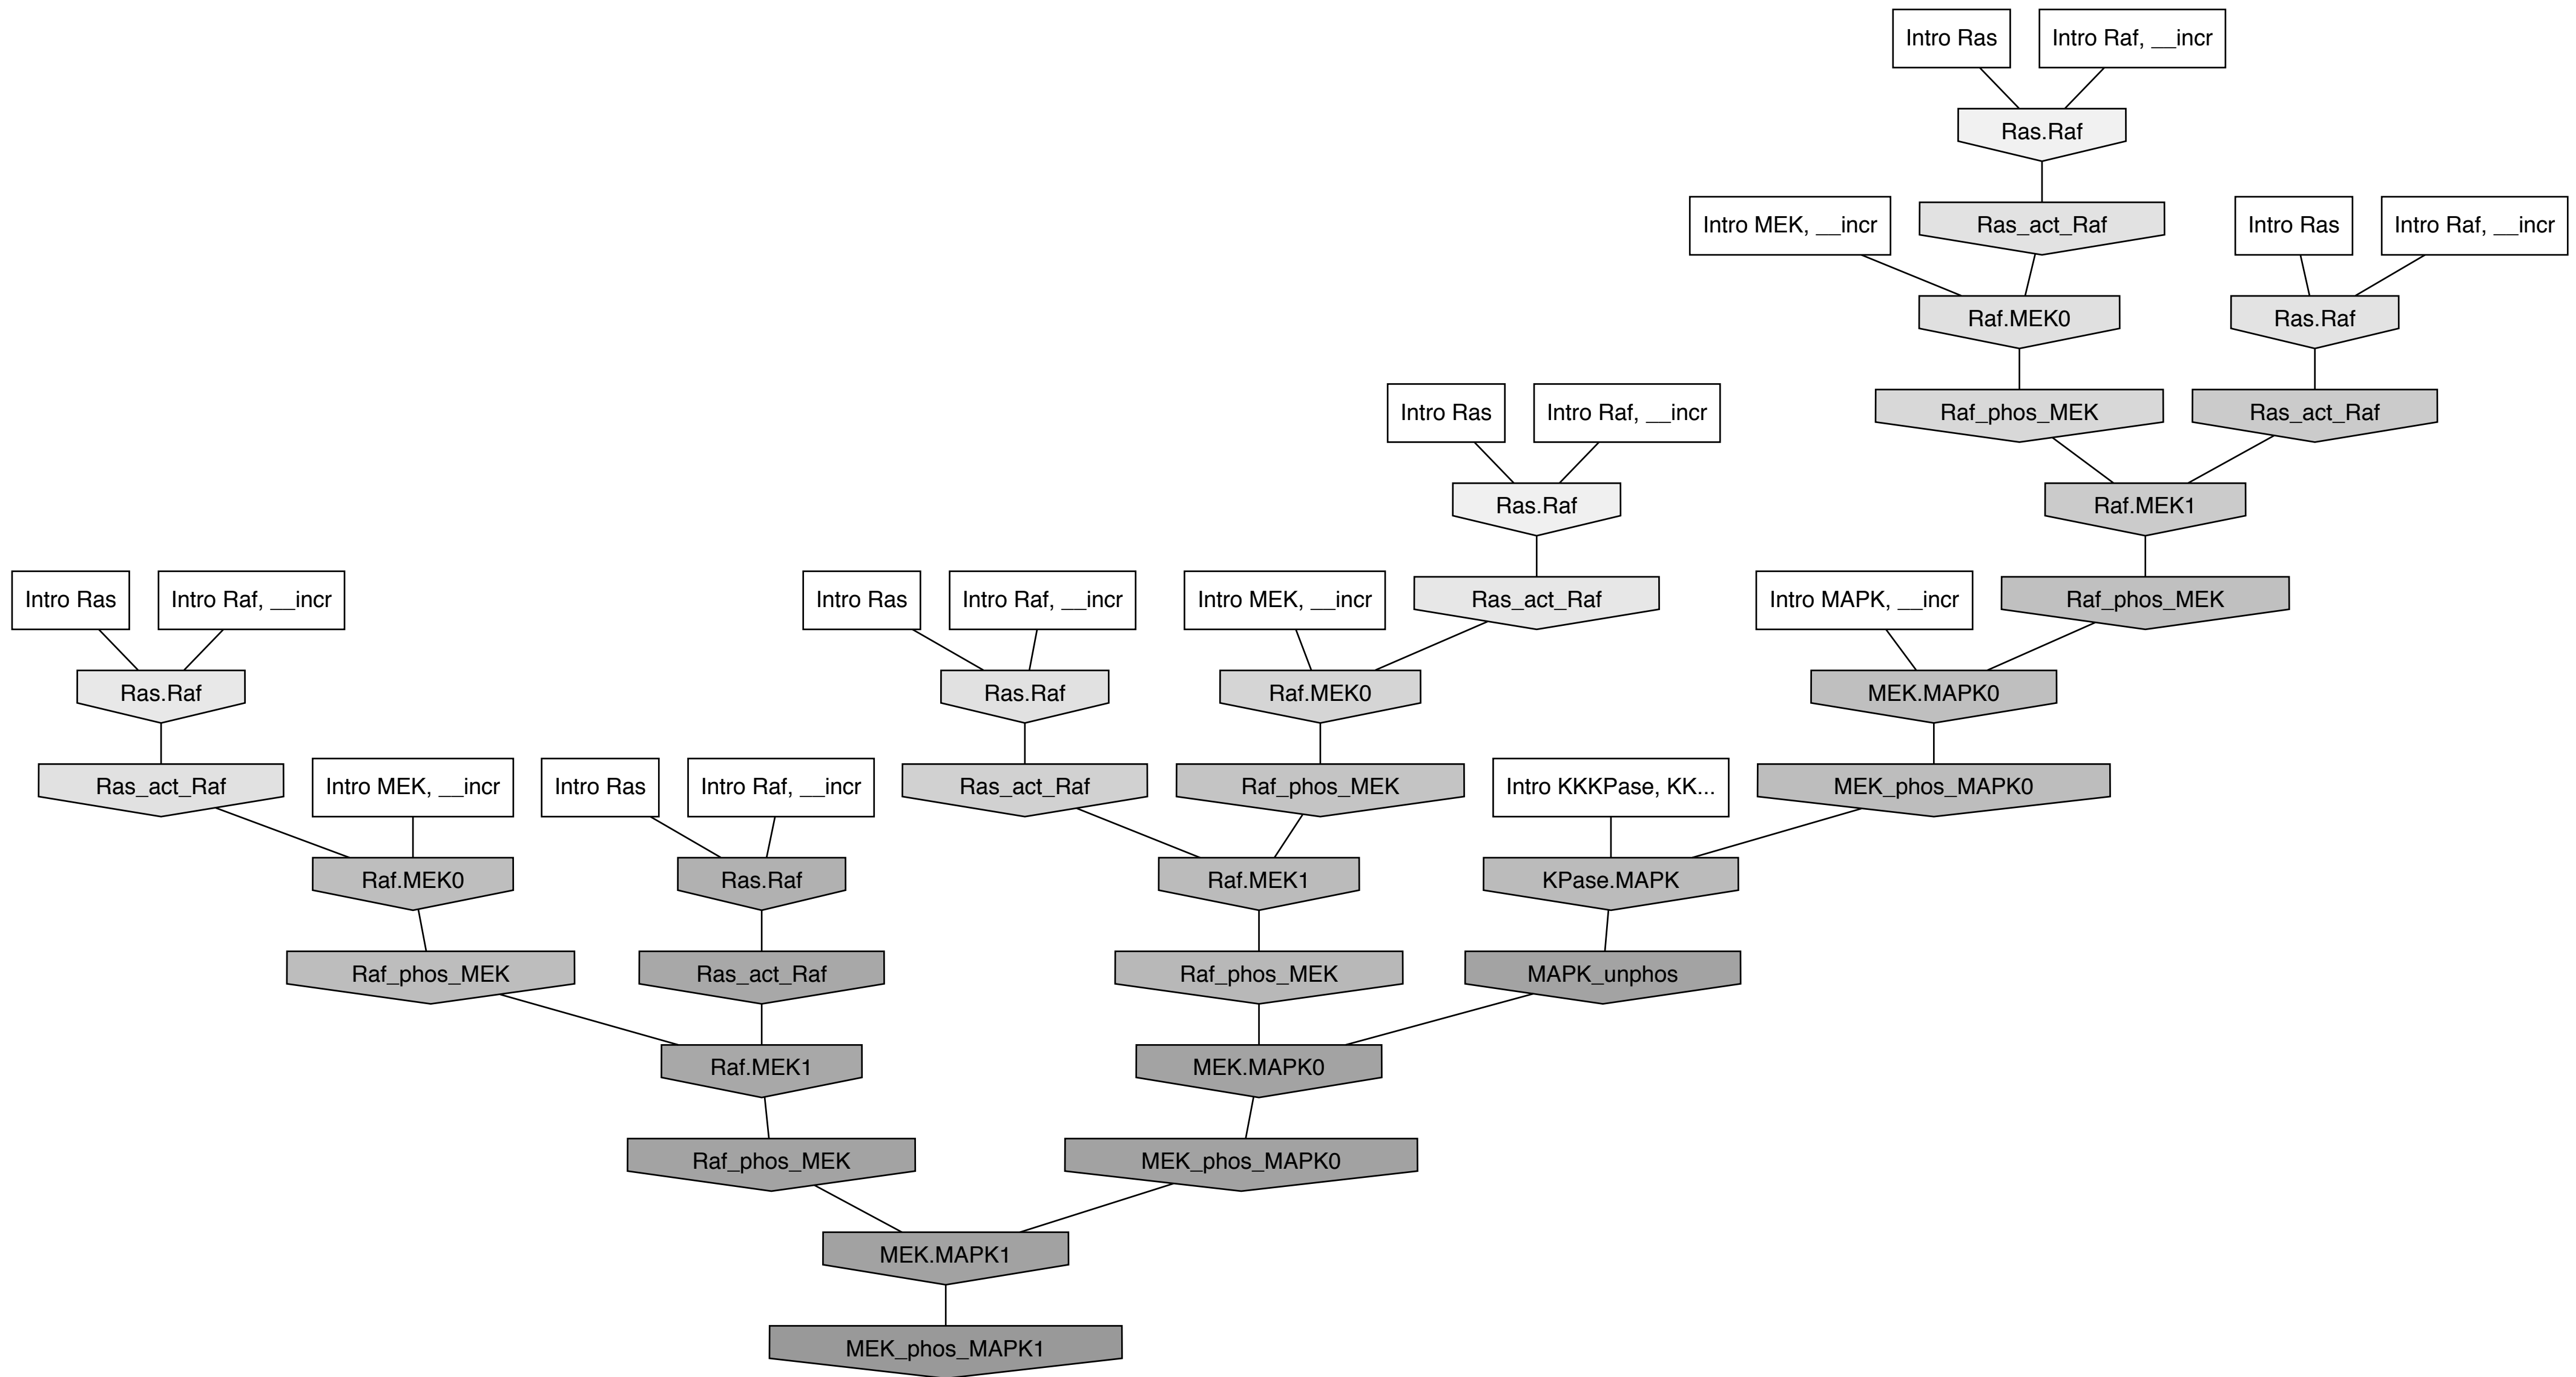 Intro Ras
Intro Raf, __incr
Ras.Raf
Intro MEK, __incr
Ras_act_Raf
Intro Ras
Intro Raf, __incr
Raf.MEK0
Ras.Raf
Intro Ras
Intro Raf, __incr
Raf_phos_MEK
Ras_act_Raf
Ras.Raf
Raf.MEK1
Intro Ras
Intro Raf, __incr
Intro Ras
Intro Raf, __incr
Intro MEK, __incr
Ras_act_Raf
Intro MAPK, __incr
Raf_phos_MEK
Ras.Raf
Ras.Raf
Raf.MEK0
MEK.MAPK0
Ras_act_Raf
Intro MEK, __incr
Intro Ras
Intro Raf, __incr
Ras_act_Raf
Raf_phos_MEK
Intro KKKPase, KK...
MEK_phos_MAPK0
Raf.MEK0
Ras.Raf
Raf.MEK1
KPase.MAPK
Raf_phos_MEK
Ras_act_Raf
Raf_phos_MEK
MAPK_unphos
Raf.MEK1
MEK.MAPK0
Raf_phos_MEK
MEK_phos_MAPK0
MEK.MAPK1
MEK_phos_MAPK1